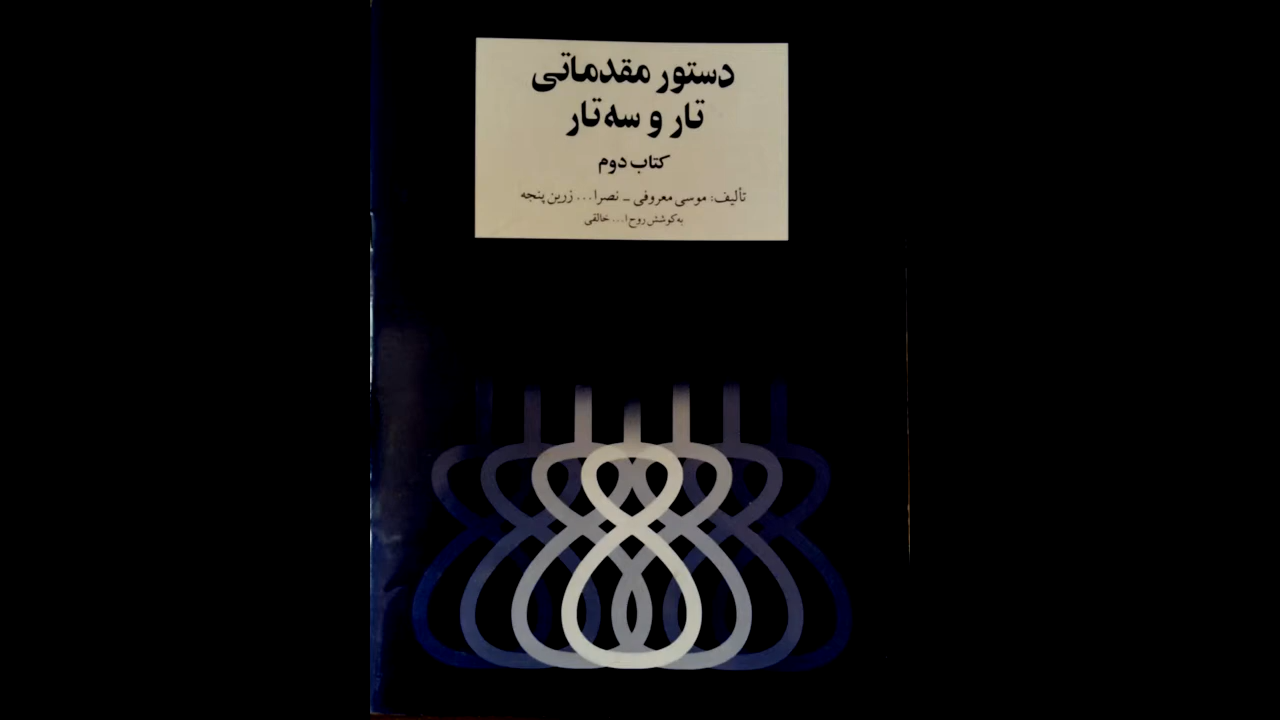 دستور مقدماتی
تار و سه‌تار
کتاب دوم
تألیف: موسی معروفی ـ نصرا... زرین پنجه
به‌کوشش روح ا... خالقی